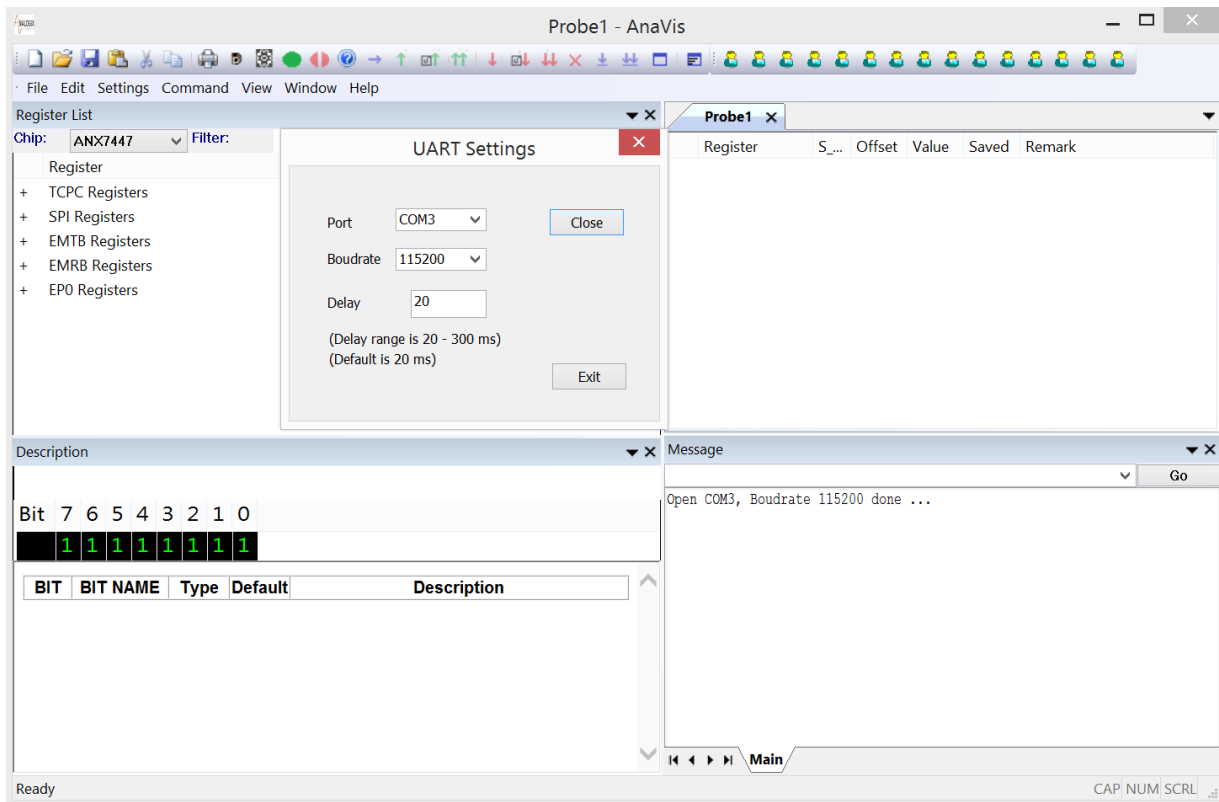 ANALOGIX
Probe1 - AnaVis
File Edit Settings Command View Window Help
Register List
Chip: ANX7447 Filter:
Register
+ TCPC Registers
+ SPI Registers
+ EMTB Registers
+ EMRB Registers
+ EP0 Registers
UART Settings
Port COM3 Close
Boudrate 115200
Delay 20
(Delay range is 20 - 300 ms)
(Default is 20 ms)
Exit
Probe1
Register S_... Offset Value Saved Remark
Description
Bit 7 6 5 4 3 2 1 0
1 1 1 1 1 1 1 1
BIT BIT NAME Type Default Description
Message
Go
Open COM3, Boudrate 115200 done ...
Main
Ready
CAP NUM SCRL